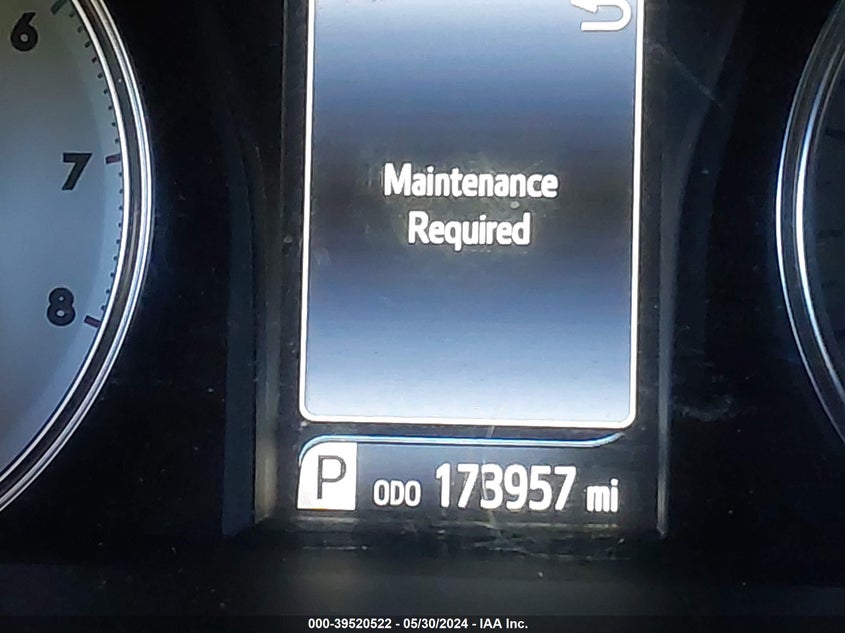 6
7
8
Maintenance
Required
P ODO 173957 mi
000-39520522 - 05/30/2024 - IAA Inc.